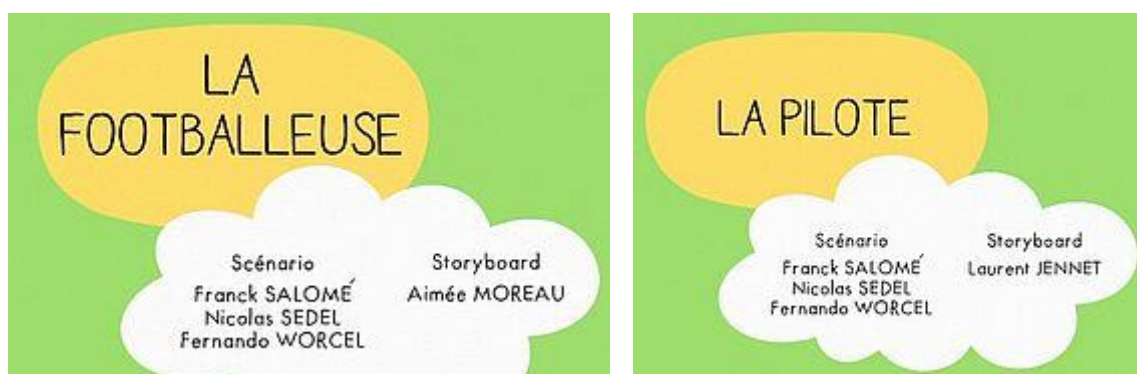 LA
FOOTBALLEUSE
Scénario
Franck SALOMÉ
Nicolas SEDEL
Fernando WORCEL
Storyboard
Aimée MOREAU
LA PILOTE
Scénario
Franck SALOMÉ
Nicolas SEDEL
Fernando WORCEL
Storyboard
Laurent JENNET